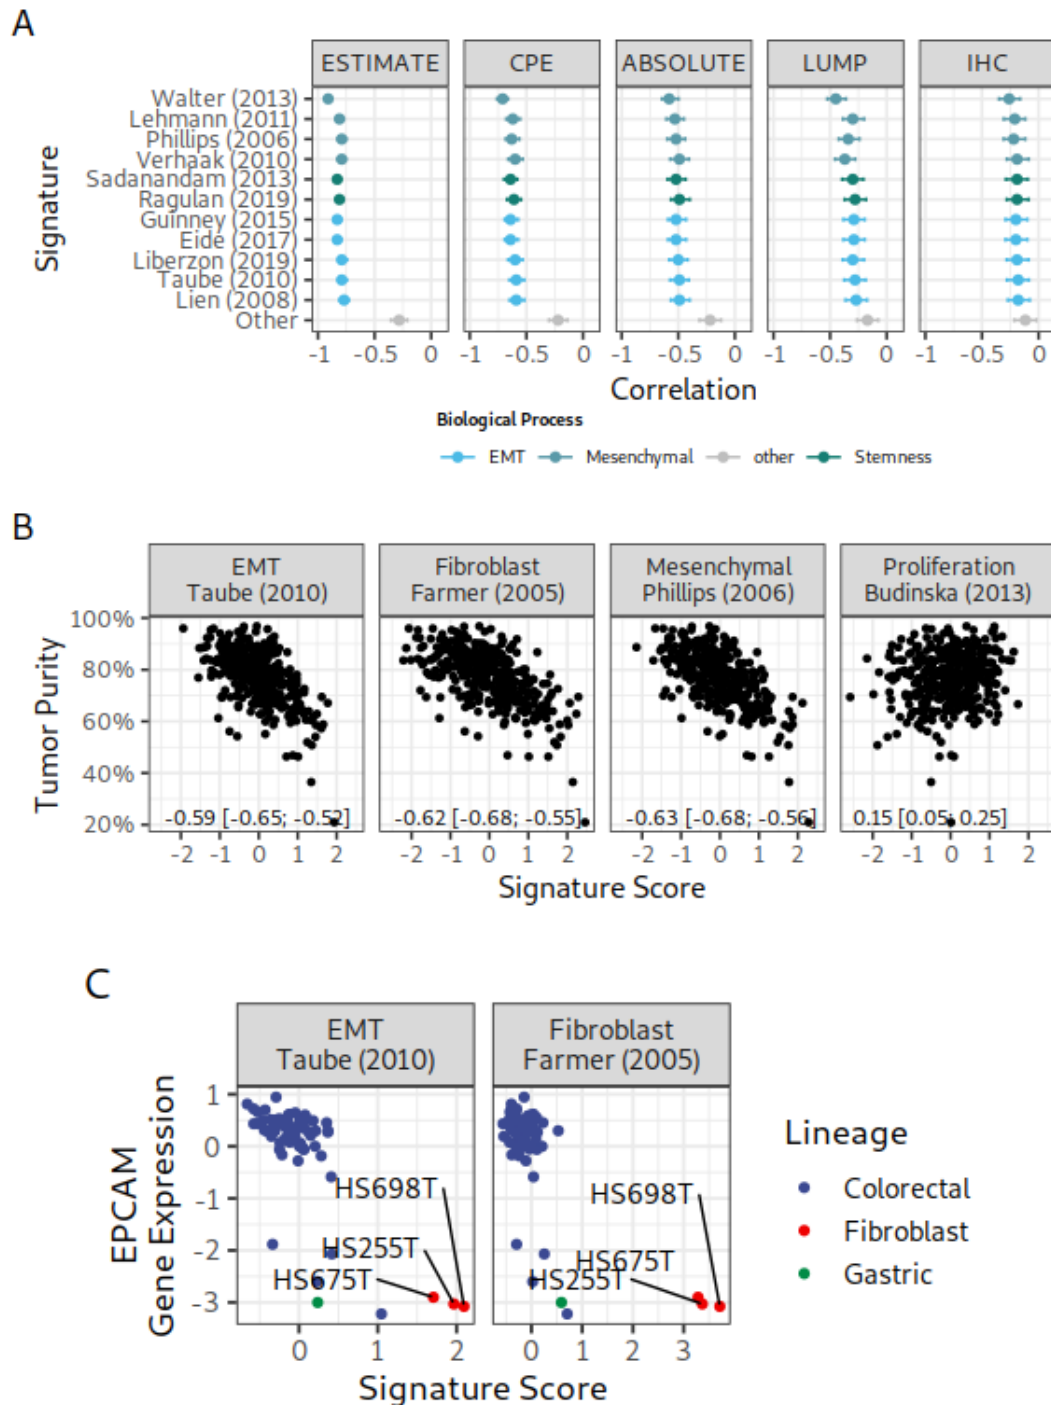 A
ESTIMATE CPE ABSOLUTE LUMP IHC
Signature
Walter (2013)
Lehmann (2011)
Phillips (2006)
Verhaak (2010)
Sadanandam (2013)
Ragulan (2019)
Guinney (2015)
Eide (2017)
Liberzon (2019)
Taube (2010)
Lien (2008)
Other
-1 -0.5 0 -1 -0.5 0 -1 -0.5 0 -1 -0.5 0 -1 -0.5 0
Correlation
Biological Process
EMT Mesenchymal other Stemness
B
EMT
Taube (2010)
Fibroblast
Farmer (2005)
Mesenchymal
Phillips (2006)
Proliferation
Budinska (2013)
Tumor Purity
100%
80%
60%
40%
20%
-0.59 [-0.65; -0.52]
-0.62 [-0.68; -0.55]
-0.63 [-0.68; -0.56]
0.15 [0.05; 0.25]
-2 -1 0 1 2 -2 -1 0 1 2 -2 -1 0 1 2 -2 -1 0 1 2
Signature Score
C
EMT
Taube (2010)
Fibroblast
Farmer (2005)
EPCAM
Gene Expression
1
0
-1
-2
-3
HS698T
HS255T
HS675T
HS698T
HS675T
HS255T
0 1 2 0 1 2 3
Signature Score
Lineage
Colorectal
Fibroblast
Gastric